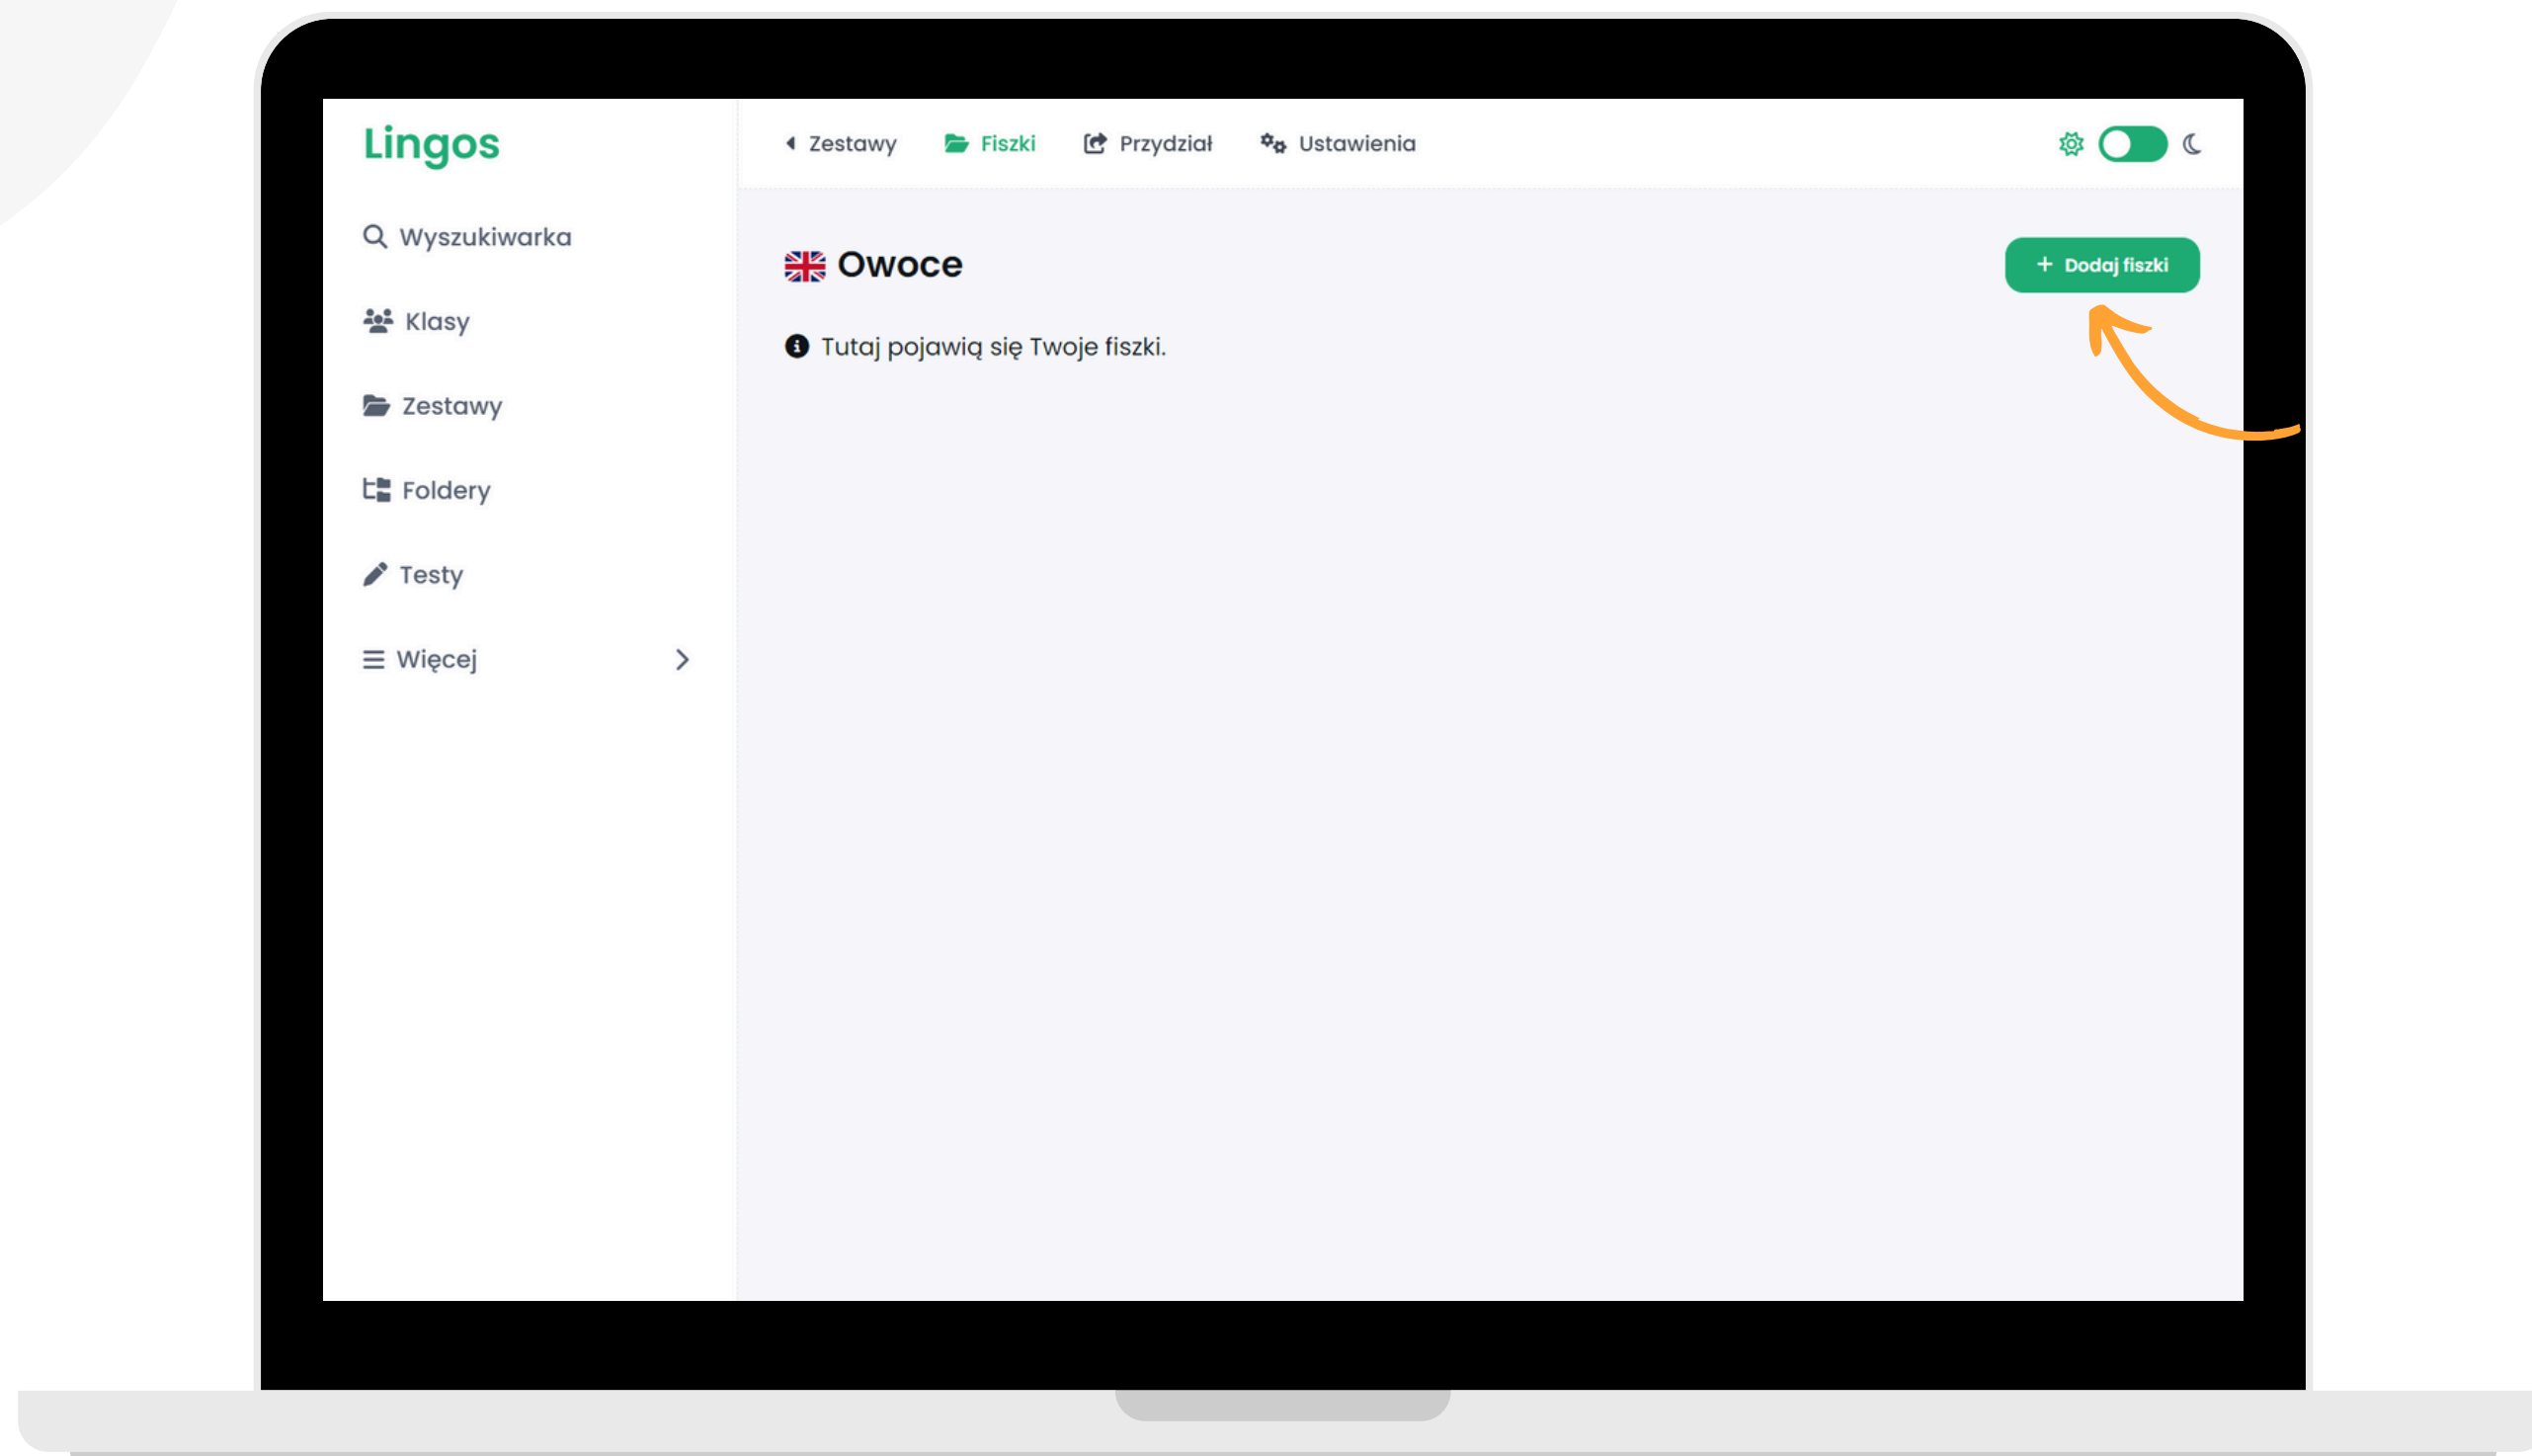 Lingos
Zestawy Fiszki Przydział Ustawienia
Wyszukiwarka
Klasy
Zestawy
Foldery
Testy
Więcej
Owoce
+ Dodaj fiszki
Tutaj pojawią się Twoje fiszki.